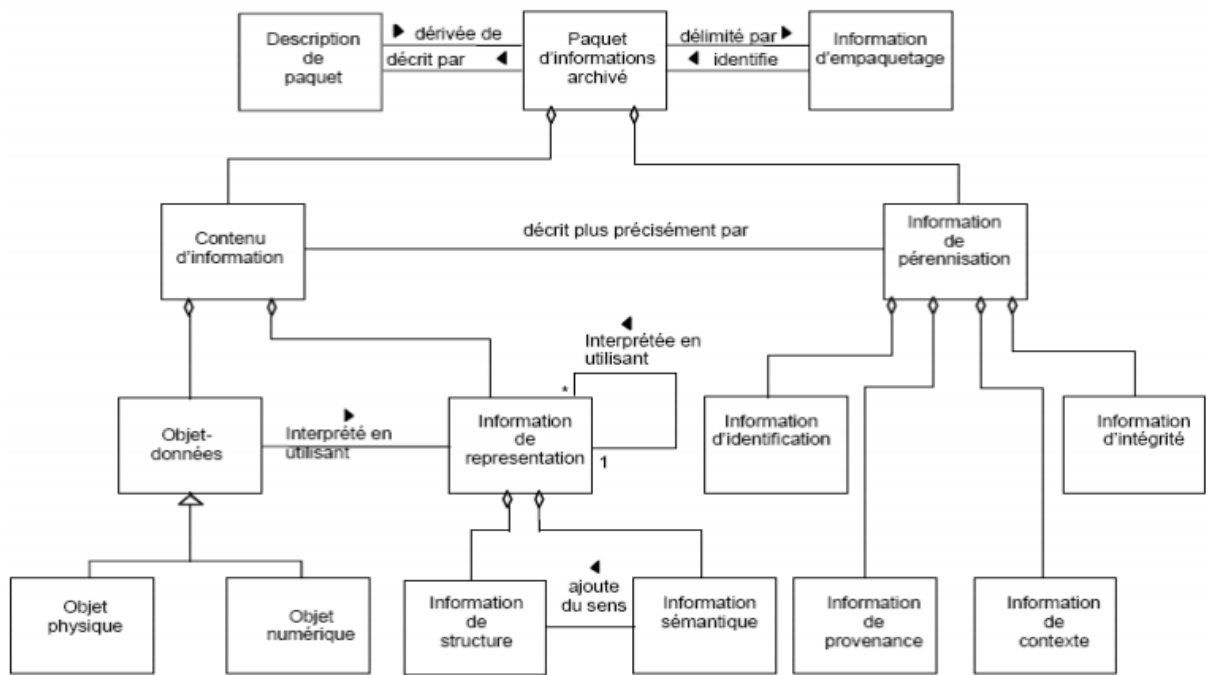 Description
de
paquet
dérivée de
décrit par
Paquet
d'informations
archivé
délimité par
identifie
Information
d'empaquetage
Contenu
d'information
décrit plus précisément par
Information
de
pérennisation
Interprétée en
utilisant
*
1
Objet-
données
Interprété en
utilisant
Information
de
representation
Information
d'identification
Information
d'intégrité
Objet
physique
Objet
numérique
Information
de
structure
ajoute
du sens
Information
sémantique
Information
de
provenance
Information
de
contexte